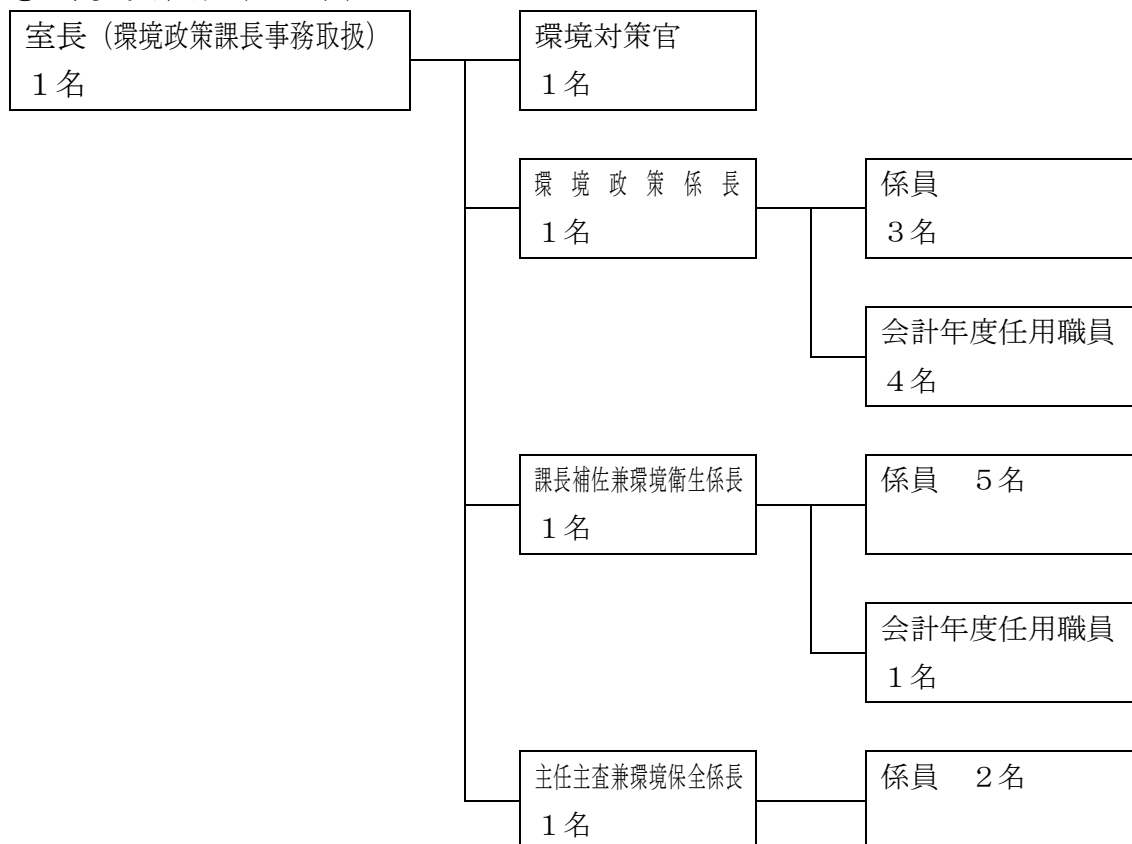 室長（環境政策課長事務取扱）
１名
環境対策官
１名
環境政策係長
１名
係員
３名
会計年度任用職員
４名
課長補佐兼環境衛生係長
１名
係員　５名
会計年度任用職員
１名
主任主査兼環境保全係長
１名
係員　２名